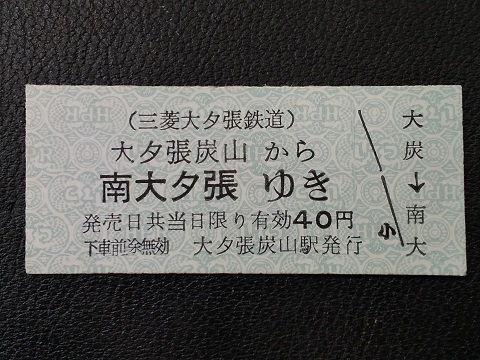 （三菱大夕張鉄道）
大夕張炭山 から
南大夕張 ゆき
発売日共当日限り有効40円
下車前途無効 大夕張炭山駅発行
小
大炭→南大